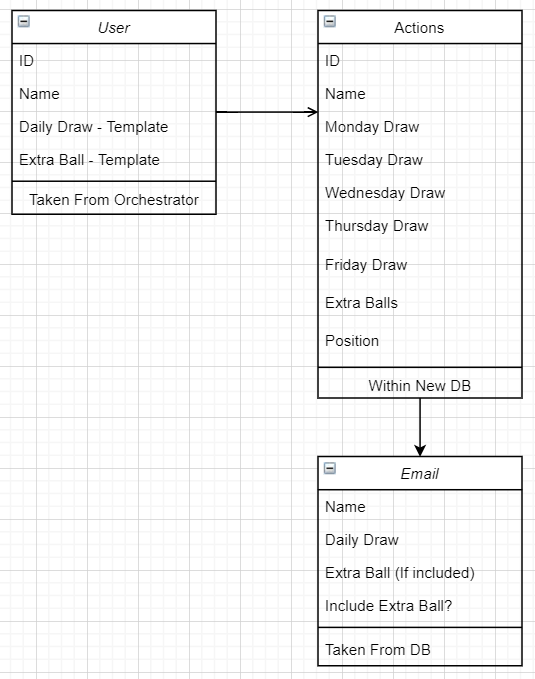 User
ID
Name
Daily Draw - Template
Extra Ball - Template
Taken From Orchestrator
Actions
ID
Name
Monday Draw
Tuesday Draw
Wednesday Draw
Thursday Draw
Friday Draw
Extra Balls
Position
Within New DB
Email
Name
Daily Draw
Extra Ball (If included)
Include Extra Ball?
Taken From DB